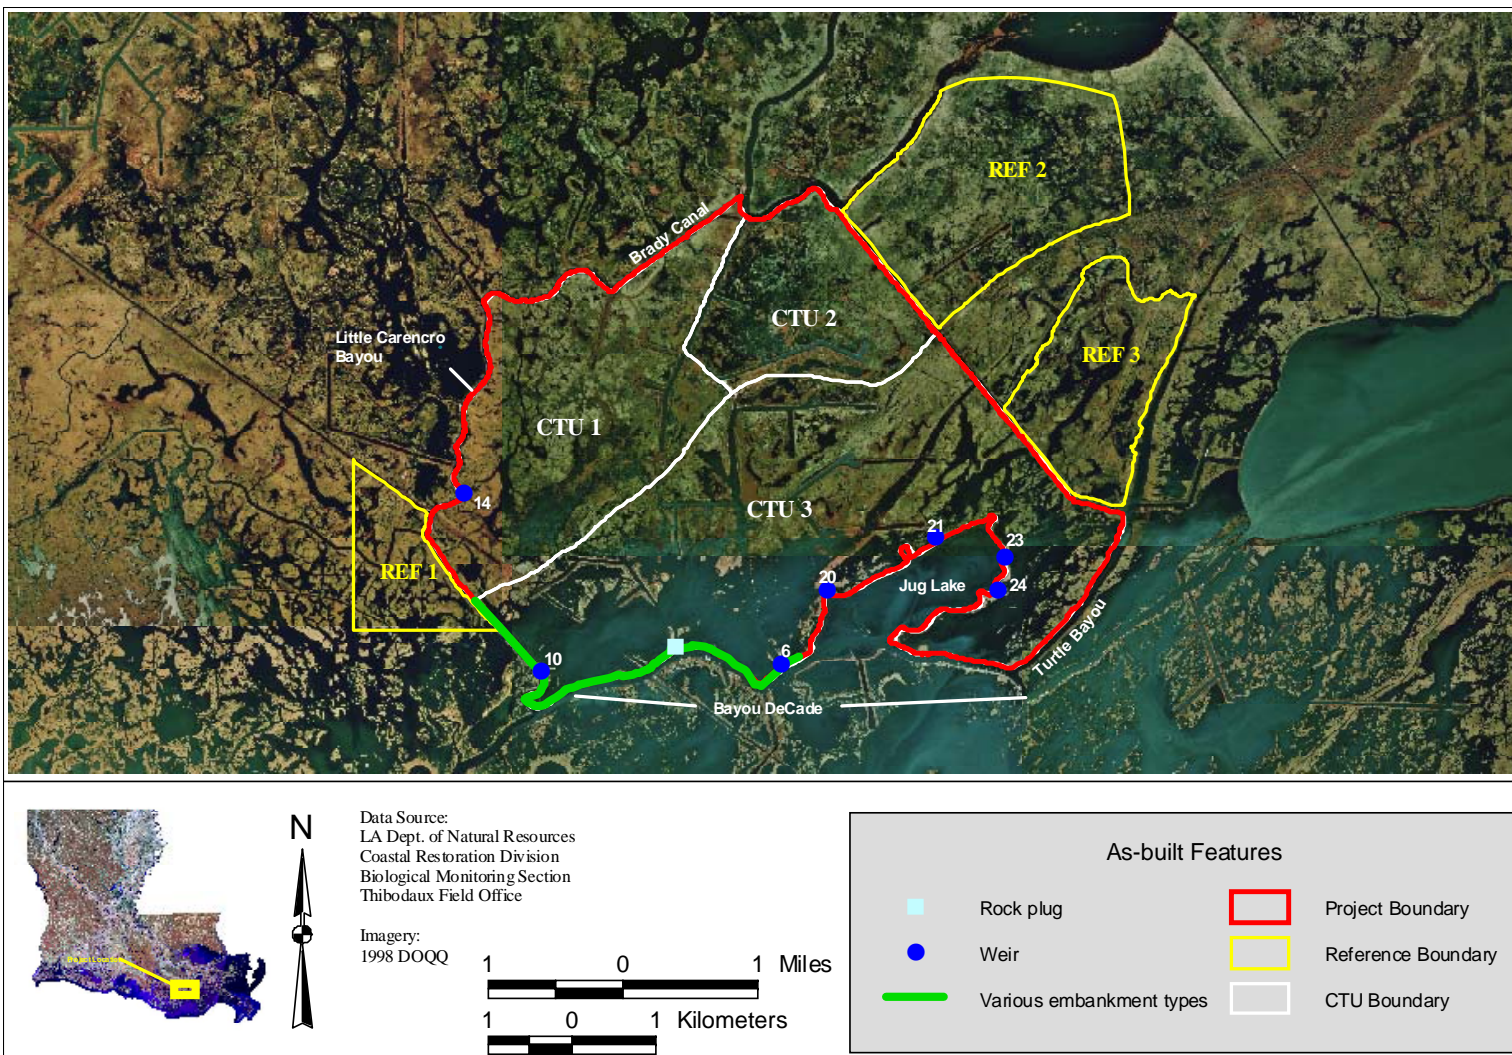 REF 2
Brady Canal
CTU 2
Little Carencro
Bayou
REF 3
CTU 1
14
CTU 3
21
23
REF 1
20
Jug Lake
24
10
6
Turtle Bayou
Bayou DeCade
N
Data Source:
LA Dept. of Natural Resources
Coastal Restoration Division
Biological Monitoring Section
Thibodaux Field Office
Imagery:
1998 DOQQ
1 0 1 Miles
1 0 1 Kilometers
As-built Features
Rock plug
Weir
Various embankment types
Project Boundary
Reference Boundary
CTU Boundary